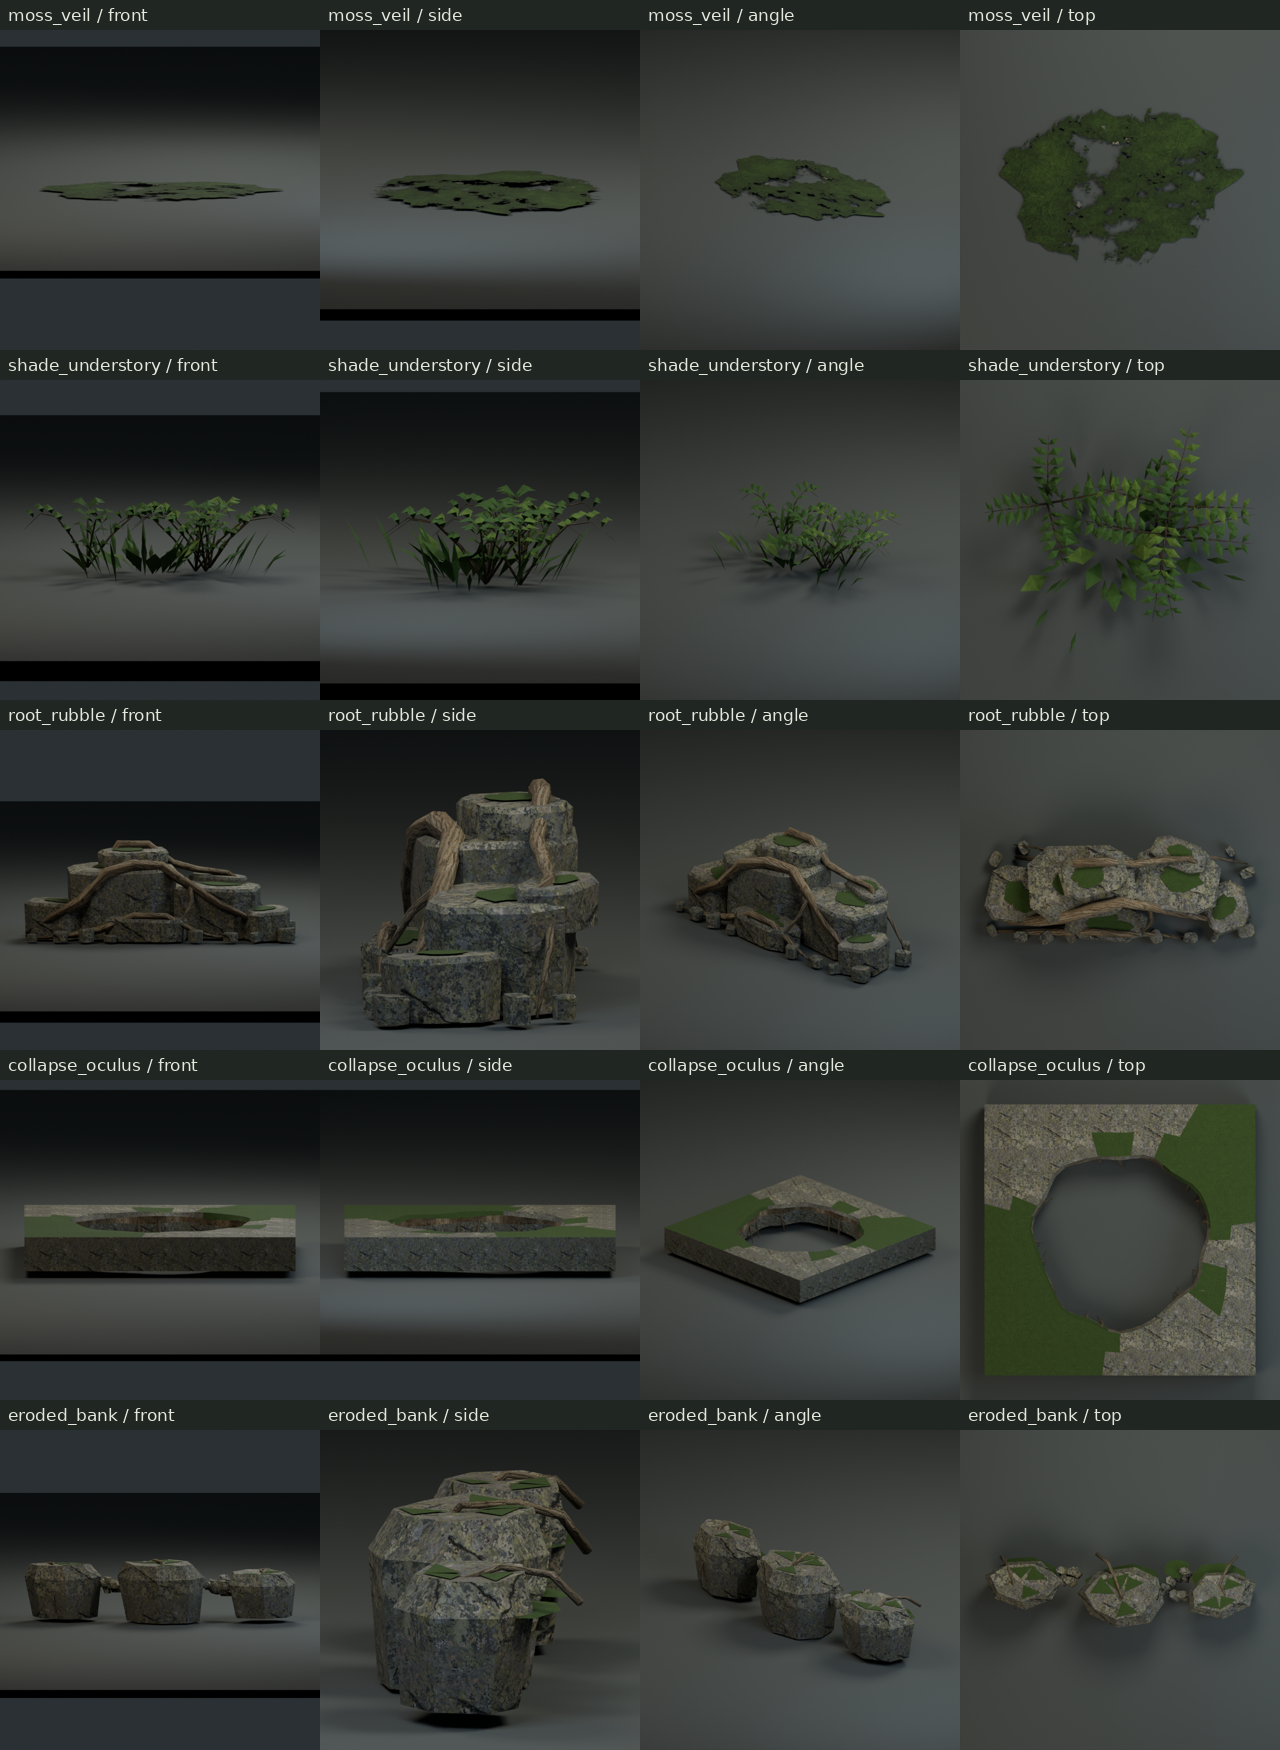 moss_veil / front
moss_veil / side
moss_veil / angle
moss_veil / top
shade_understory / front
shade_understory / side
shade_understory / angle
shade_understory / top
root_rubble / front
root_rubble / side
root_rubble / angle
root_rubble / top
collapse_oculus / front
collapse_oculus / side
collapse_oculus / angle
collapse_oculus / top
eroded_bank / front
eroded_bank / side
eroded_bank / angle
eroded_bank / top